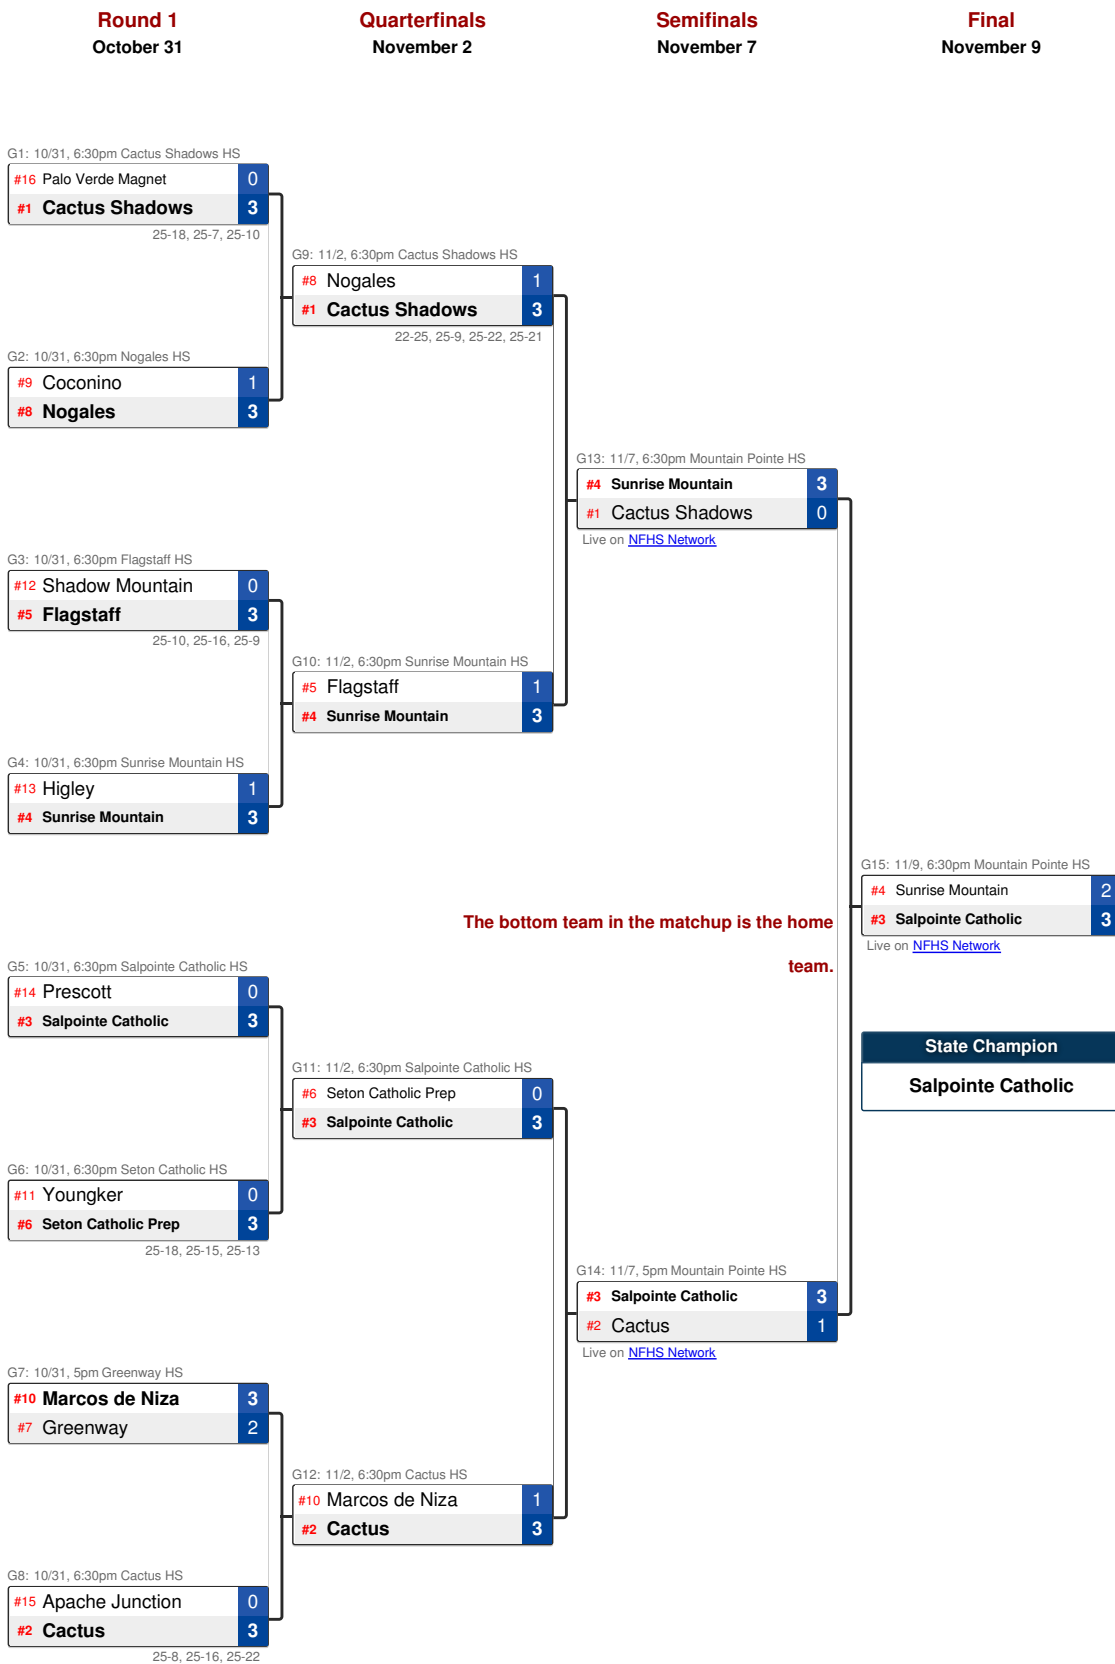 Round 1
October 31
Quarterfinals
November 2
Semifinals
November 7
Final
November 9
G1: 10/31, 6:30pm Cactus Shadows HS
#16 Palo Verde Magnet 0
#1 Cactus Shadows 3
25-18, 25-7, 25-10
G2: 10/31, 6:30pm Nogales HS
#9 Coconino 1
#8 Nogales 3
G3: 10/31, 6:30pm Flagstaff HS
#12 Shadow Mountain 0
#5 Flagstaff 3
25-10, 25-16, 25-9
G4: 10/31, 6:30pm Sunrise Mountain HS
#13 Higley 1
#4 Sunrise Mountain 3
G5: 10/31, 6:30pm Salpointe Catholic HS
#14 Prescott 0
#3 Salpointe Catholic 3
G6: 10/31, 6:30pm Seton Catholic HS
#11 Youngker 0
#6 Seton Catholic Prep 3
25-18, 25-15, 25-13
G7: 10/31, 5pm Greenway HS
#10 Marcos de Niza 3
#7 Greenway 2
G8: 10/31, 6:30pm Cactus HS
#15 Apache Junction 0
#2 Cactus 3
25-8, 25-16, 25-22
G9: 11/2, 6:30pm Cactus Shadows HS
#8 Nogales 1
#1 Cactus Shadows 3
22-25, 25-9, 25-22, 25-21
G10: 11/2, 6:30pm Sunrise Mountain HS
#5 Flagstaff 1
#4 Sunrise Mountain 3
G11: 11/2, 6:30pm Salpointe Catholic HS
#6 Seton Catholic Prep 0
#3 Salpointe Catholic 3
G12: 11/2, 6:30pm Cactus HS
#10 Marcos de Niza 1
#2 Cactus 3
G13: 11/7, 6:30pm Mountain Pointe HS
#4 Sunrise Mountain 3
#1 Cactus Shadows 0
Live on NFHS Network
The bottom team in the matchup is the home
team.
G14: 11/7, 5pm Mountain Pointe HS
#3 Salpointe Catholic 3
#2 Cactus 1
Live on NFHS Network
G15: 11/9, 6:30pm Mountain Pointe HS
#4 Sunrise Mountain 2
#3 Salpointe Catholic 3
Live on NFHS Network
State Champion
Salpointe Catholic